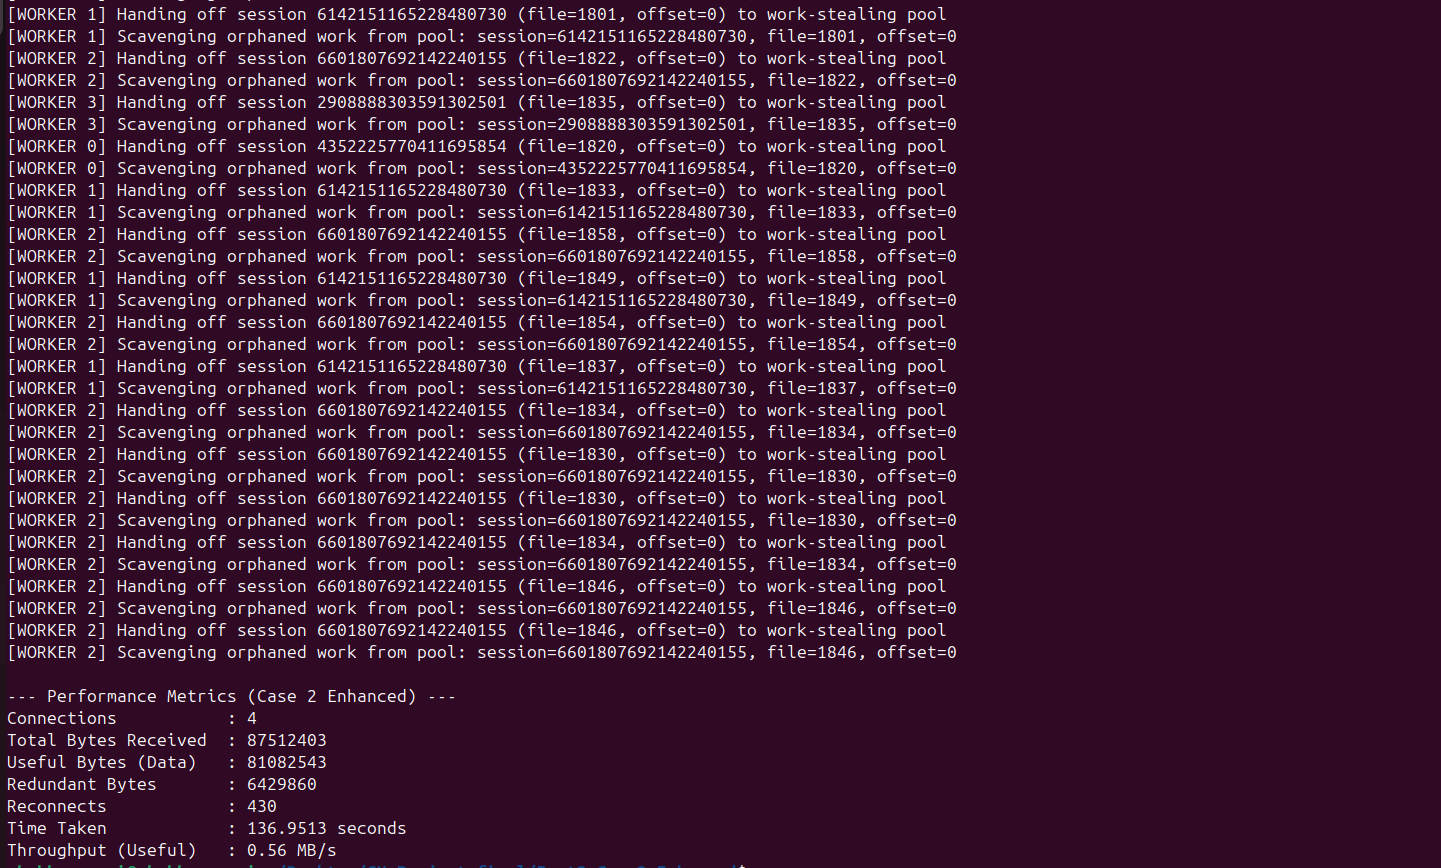 [WORKER 1] Handing off session 6142151165228480730 (file=1801, offset=0) to work-stealing pool
[WORKER 1] Scavenging orphaned work from pool: session=6142151165228480730, file=1801, offset=0
[WORKER 2] Handing off session 6601807692142240155 (file=1822, offset=0) to work-stealing pool
[WORKER 2] Scavenging orphaned work from pool: session=6601807692142240155, file=1822, offset=0
[WORKER 3] Handing off session 2908888303591302501 (file=1835, offset=0) to work-stealing pool
[WORKER 3] Scavenging orphaned work from pool: session=2908888303591302501, file=1835, offset=0
[WORKER 0] Handing off session 4352225770411695854 (file=1820, offset=0) to work-stealing pool
[WORKER 0] Scavenging orphaned work from pool: session=4352225770411695854, file=1820, offset=0
[WORKER 1] Handing off session 6142151165228480730 (file=1833, offset=0) to work-stealing pool
[WORKER 1] Scavenging orphaned work from pool: session=6142151165228480730, file=1833, offset=0
[WORKER 2] Handing off session 6601807692142240155 (file=1858, offset=0) to work-stealing pool
[WORKER 2] Scavenging orphaned work from pool: session=6601807692142240155, file=1858, offset=0
[WORKER 1] Handing off session 6142151165228480730 (file=1849, offset=0) to work-stealing pool
[WORKER 1] Scavenging orphaned work from pool: session=6142151165228480730, file=1849, offset=0
[WORKER 2] Handing off session 6601807692142240155 (file=1854, offset=0) to work-stealing pool
[WORKER 2] Scavenging orphaned work from pool: session=6601807692142240155, file=1854, offset=0
[WORKER 1] Handing off session 6142151165228480730 (file=1837, offset=0) to work-stealing pool
[WORKER 1] Scavenging orphaned work from pool: session=6142151165228480730, file=1837, offset=0
[WORKER 2] Handing off session 6601807692142240155 (file=1834, offset=0) to work-stealing pool
[WORKER 2] Scavenging orphaned work from pool: session=6601807692142240155, file=1834, offset=0
[WORKER 2] Handing off session 6601807692142240155 (file=1830, offset=0) to work-stealing pool
[WORKER 2] Scavenging orphaned work from pool: session=6601807692142240155, file=1830, offset=0
[WORKER 2] Handing off session 6601807692142240155 (file=1830, offset=0) to work-stealing pool
[WORKER 2] Scavenging orphaned work from pool: session=6601807692142240155, file=1830, offset=0
[WORKER 2] Handing off session 6601807692142240155 (file=1834, offset=0) to work-stealing pool
[WORKER 2] Scavenging orphaned work from pool: session=6601807692142240155, file=1834, offset=0
[WORKER 2] Handing off session 6601807692142240155 (file=1846, offset=0) to work-stealing pool
[WORKER 2] Scavenging orphaned work from pool: session=6601807692142240155, file=1846, offset=0
[WORKER 2] Handing off session 6601807692142240155 (file=1846, offset=0) to work-stealing pool
[WORKER 2] Scavenging orphaned work from pool: session=6601807692142240155, file=1846, offset=0
--- Performance Metrics (Case 2 Enhanced) ---
Connections : 4
Total Bytes Received : 87512403
Useful Bytes (Data) : 81082543
Redundant Bytes : 6429860
Reconnects : 430
Time Taken : 136.9513 seconds
Throughput (Useful) : 0.56 MB/s